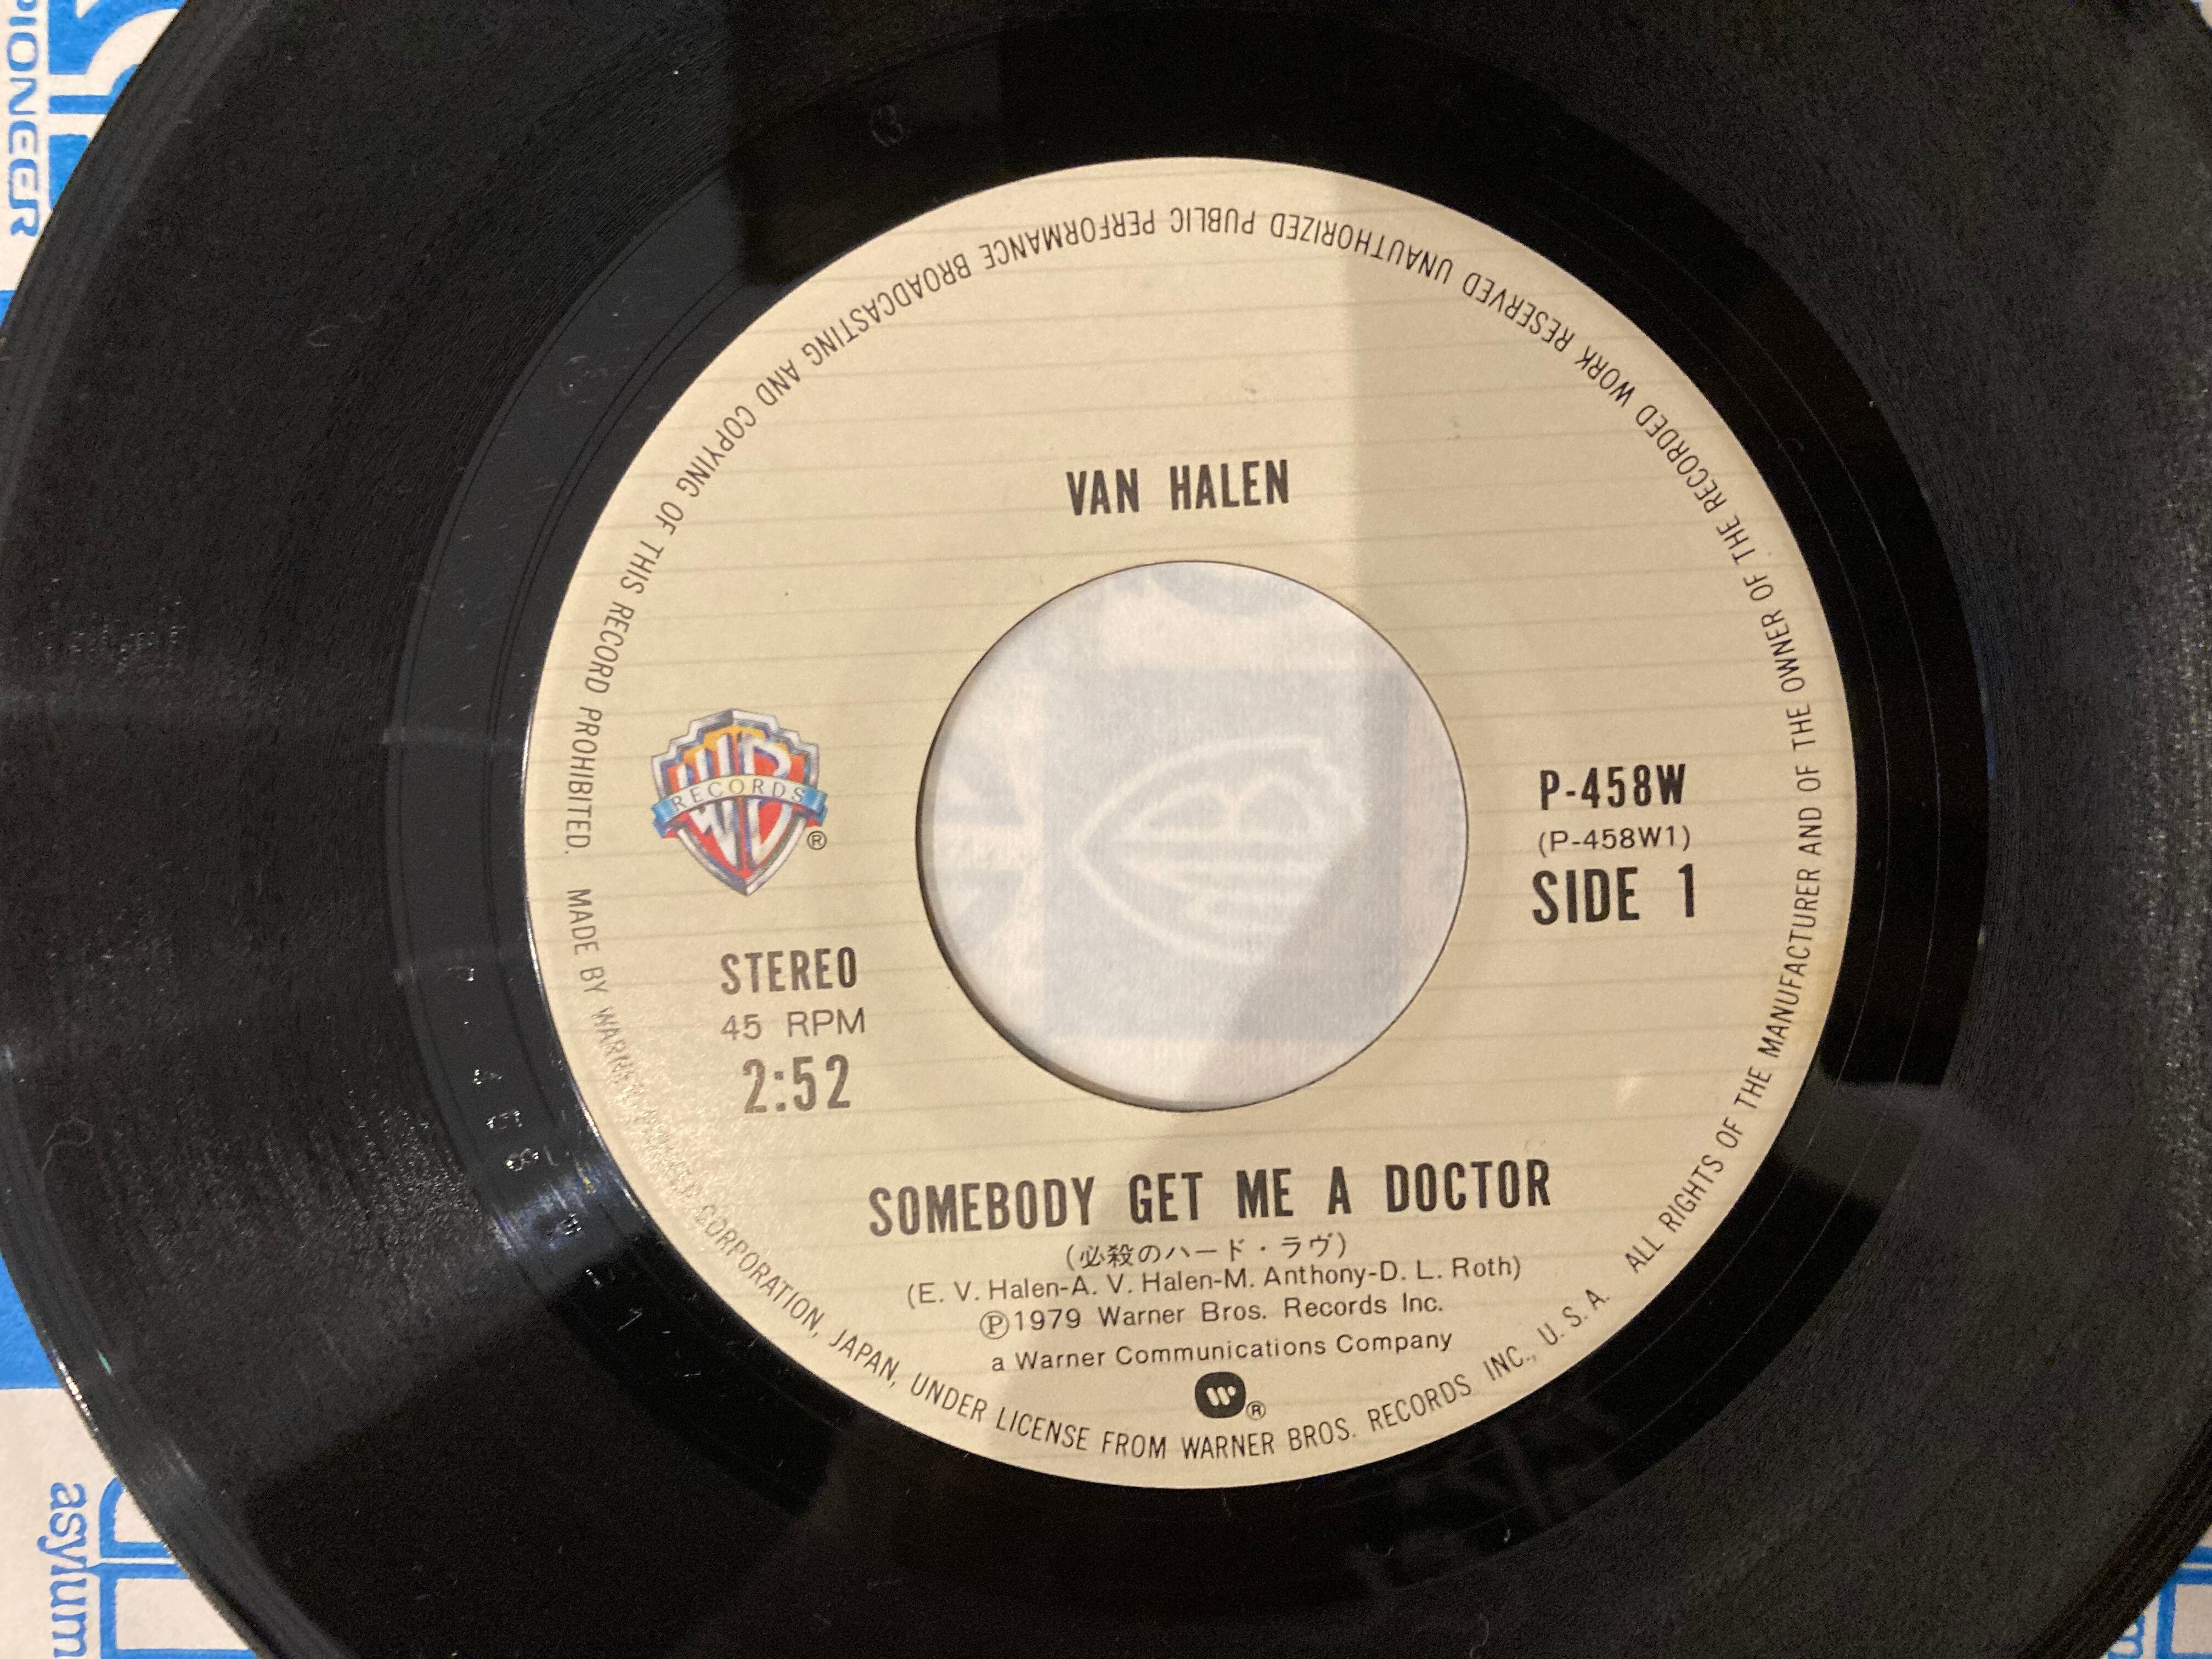 PIONEER
VAN HALEN
RECORDS
®
P-458W
(P-458W1)
SIDE 1
STEREO
45 RPM
2:52
SOMEBODY GET ME A DOCTOR
(必殺のハード・ラヴ)
(E. V. Halen-A. V. Halen-M. Anthony-D. L. Roth)
Ⓟ1979 Warner Bros. Records Inc.
a Warner Communications Company
®
MADE BY WARNER-PIONEER CORPORATION, JAPAN, UNDER LICENSE FROM WARNER BROS. RECORDS INC., U. S. A. ALL RIGHTS OF THE MANUFACTURER AND OF THE OWNER OF THE RECORDED WORK RESERVED UNAUTHORIZED PUBLIC PERFORMANCE BROADCASTING AND COPYING OF THIS RECORD PROHIBITED.
asylum